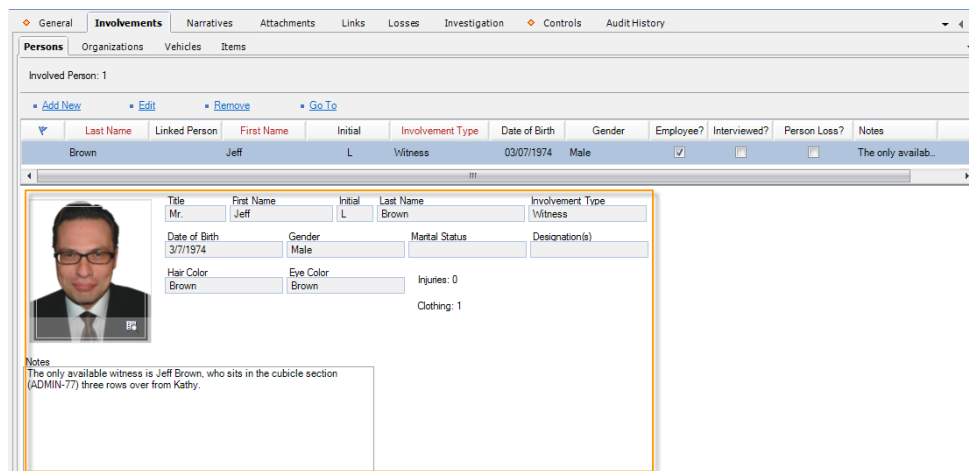 General Involvements Narratives Attachments Links Losses Investigation Controls Audit History
Persons Organizations Vehicles Items
Involved Person: 1
Add New Edit Remove Go To
Last Name Linked Person First Name Initial Involvement Type Date of Birth Gender Employee? Interviewed? Person Loss? Notes
Brown Jeff L Witness 03/07/1974 Male The only availab..
Title First Name Initial Last Name Involvement Type
Mr. Jeff L Brown Witness
Date of Birth Gender Marital Status Designation(s)
3/7/1974 Male
Hair Color Eye Color
Brown Brown
Injuries: 0
Clothing: 1
Notes
The only available witness is Jeff Brown, who sits in the cubicle section
(ADMIN-77) three rows over from Kathy.